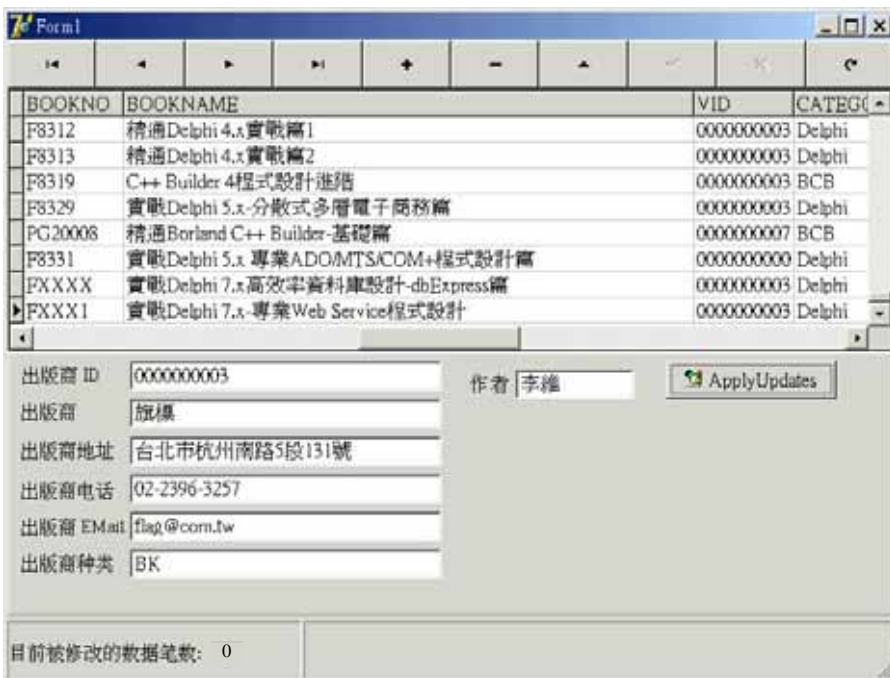 Form1
BOOKNO BOOKNAME VID CATEGO
F8312 精通Delphi 4.x實戰篇1 0000000003 Delphi
F8313 精通Delphi 4.x實戰篇2 0000000003 Delphi
F8319 C++ Builder 4程式設計進階 0000000003 BCB
F8329 實戰Delphi 5.x-分散式多層電子商務篇 0000000003 Delphi
PG20008 精通Borland C++ Builder-基礎篇 0000000007 BCB
F8331 實戰Delphi 5.x 專業ADO/MTS/COM+程式設計篇 0000000000 Delphi
FXXXX 實戰Delphi 7.x高效率資料庫設計-dbExpress篇 0000000003 Delphi
FXXX1 實戰Delphi 7.x-專業Web Service程式設計 0000000003 Delphi
出版商 ID 0000000003 作者 李維 ApplyUpdates
出版商 旗標
出版商地址 台北市杭州南路5段131號
出版商电话 02-2396-3257
出版商 EMail flag@com.tw
出版商种类 BK
目前被修改的数据笔数: 0